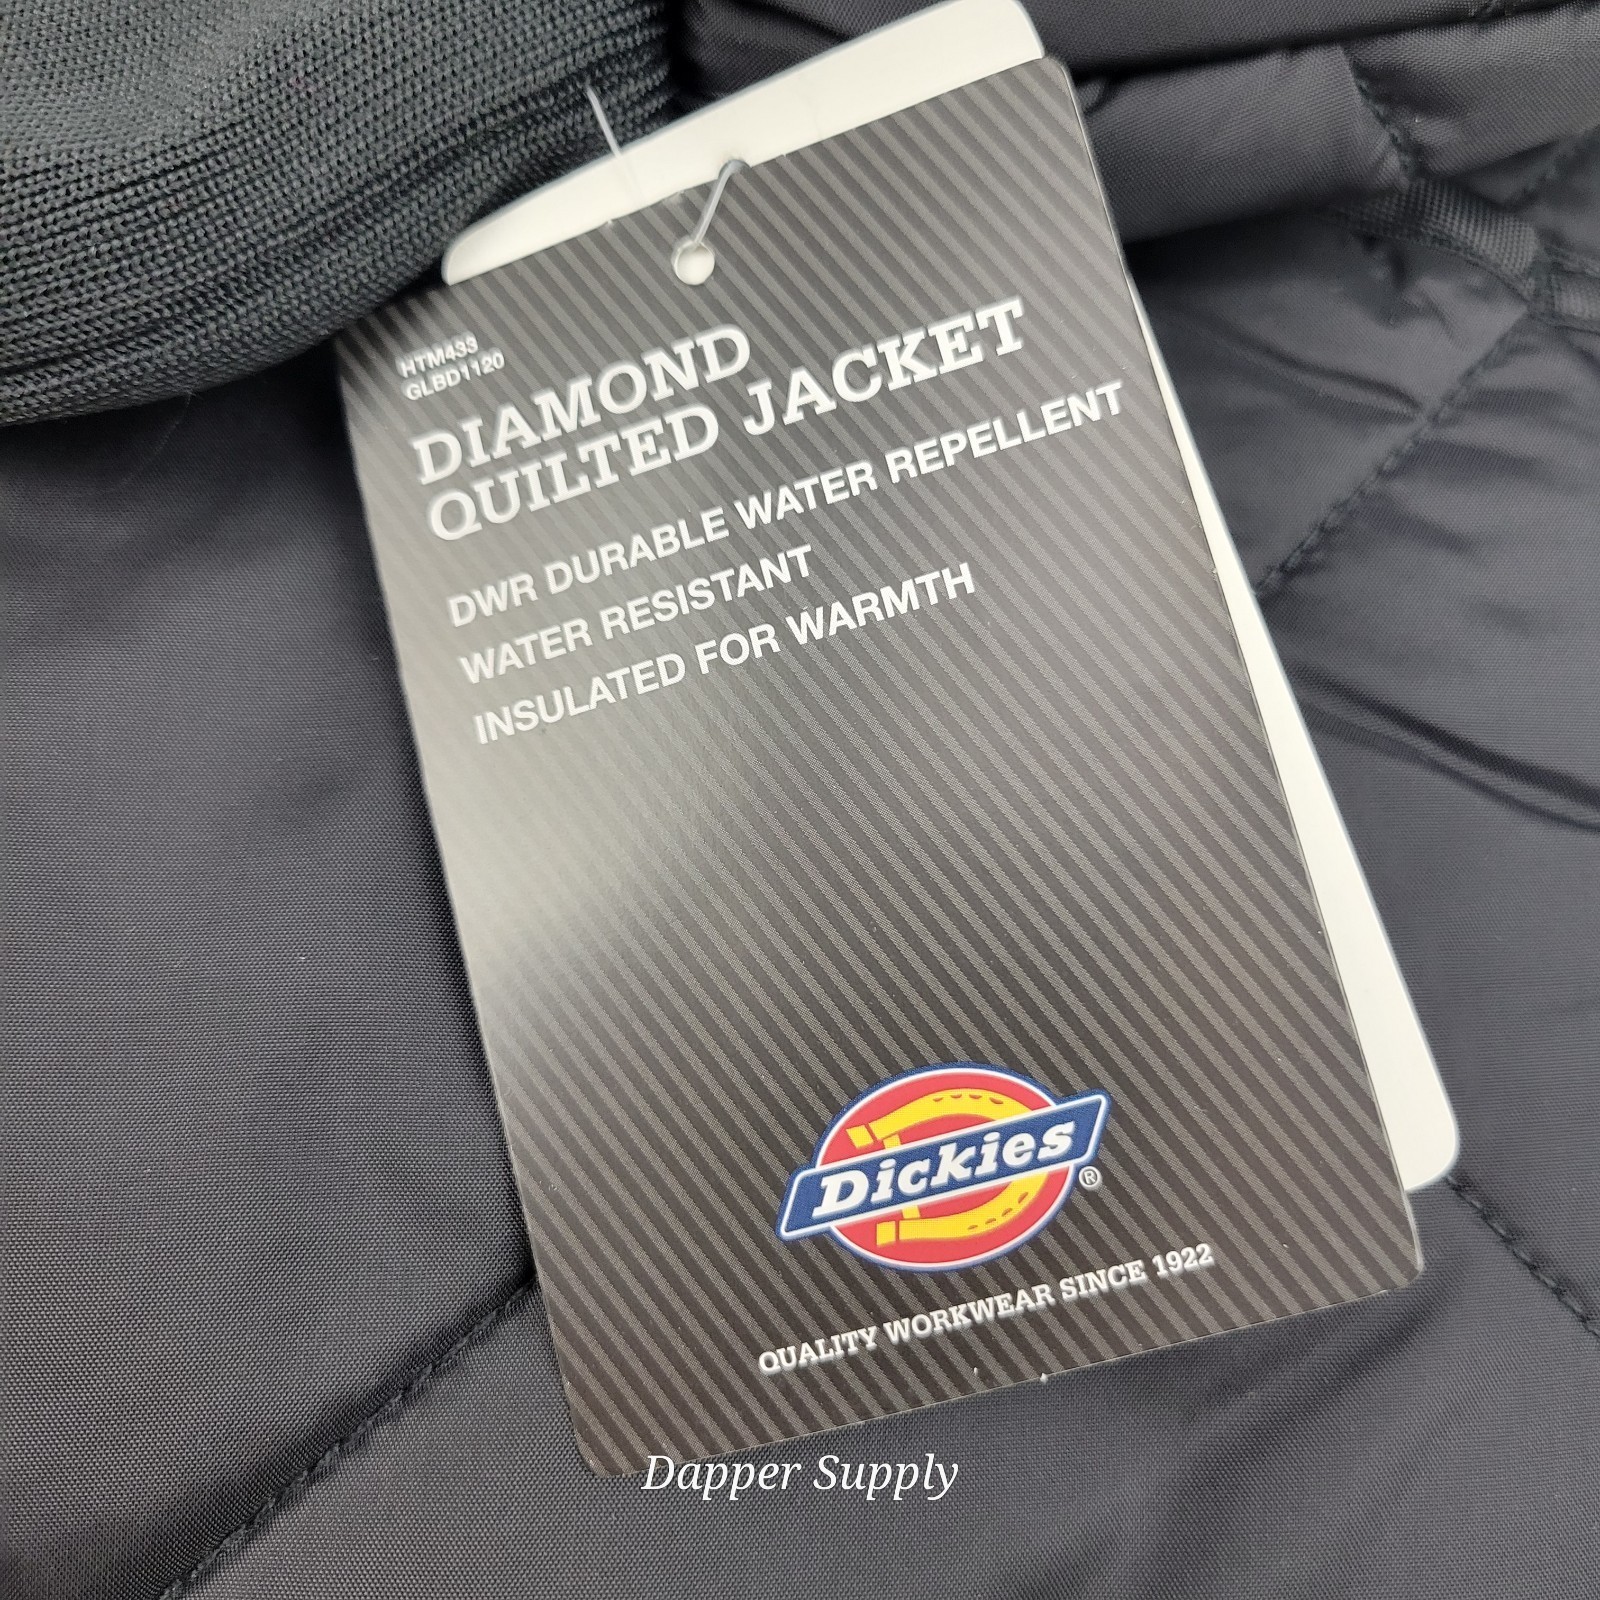 HTM433
GLBD1120
DIAMOND
QUILTED JACKET
DWR DURABLE WATER REPELLENT
WATER RESISTANT
INSULATED FOR WARMTH
Dickies®
QUALITY WORKWEAR SINCE 1922
Dapper Supply